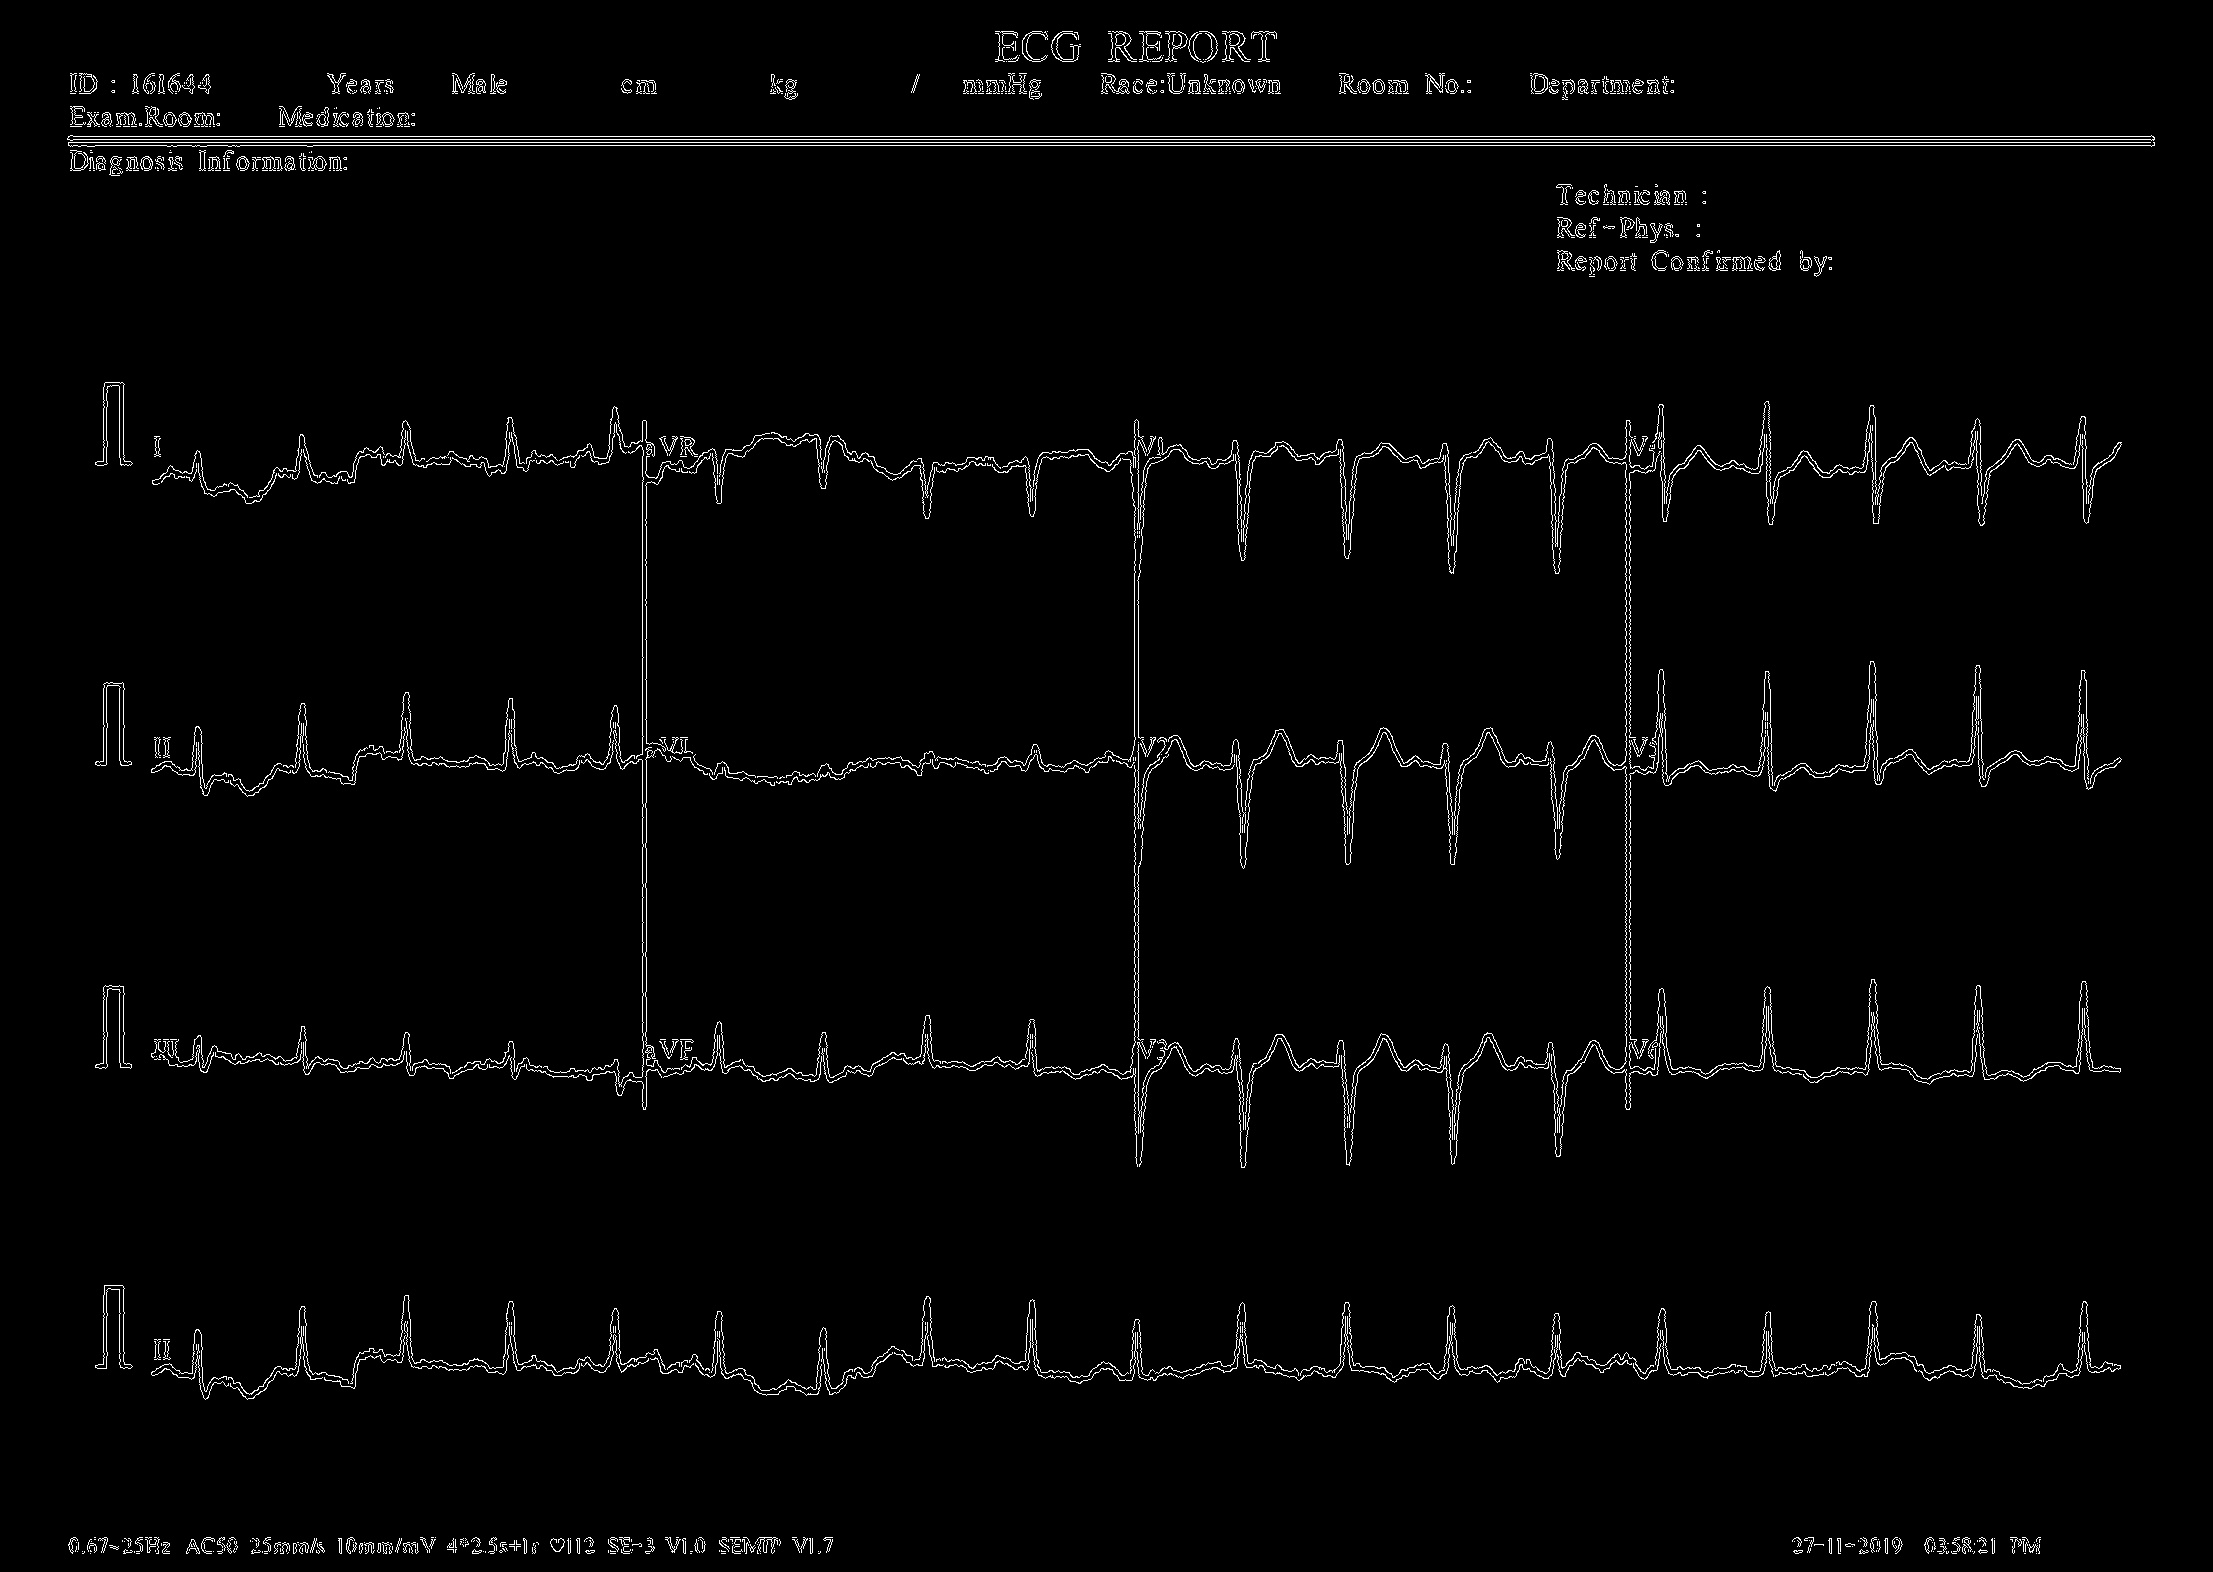 ECG REPORT
ID : 161644 Years Male cm kg / mmHg Race:Unknown Room No.: Department:
Exam.Room: Medication:
Diagnosis Information:
Technician :
Ref-Phys. :
Report Confirmed by:
I aVR V1 V4
II aVL V2 V5
III aVF V3 V6
II
0.67~25Hz AC50 25mm/s 10mm/mV 4*2.5s+1r ♡112 SE-3 V1.0 SEMIP V1.7 27-11-2019 03:58:21 PM